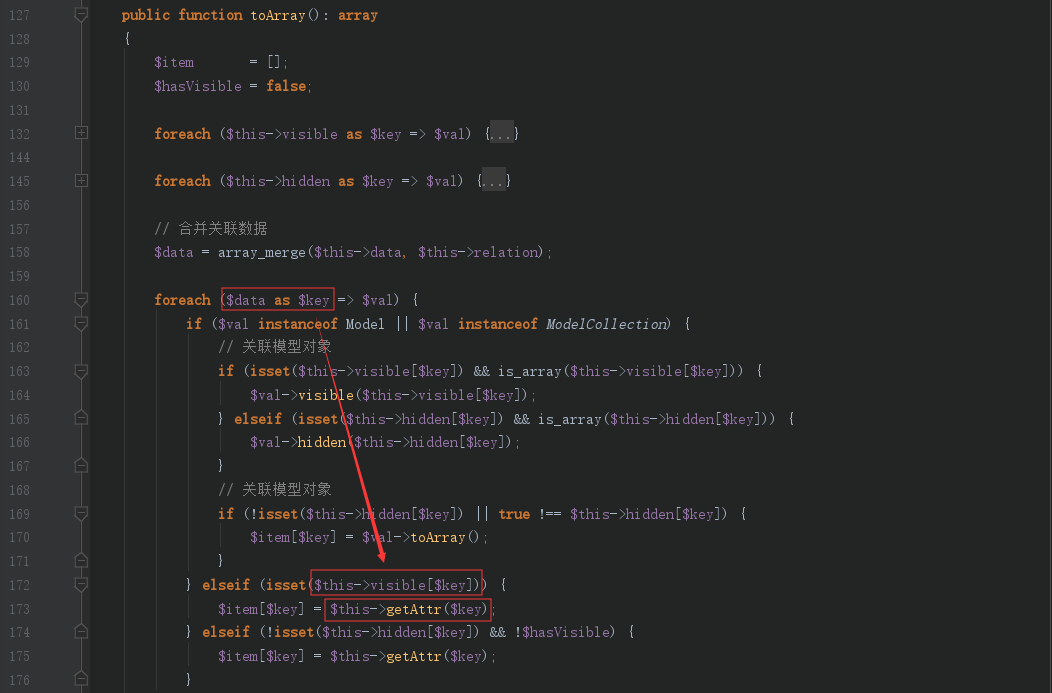 127 public function toArray(): array
128 {
129 $item = [];
130 $hasVisible = false;
131
132 foreach ($this->visible as $key => $val) {...}
144
145 foreach ($this->hidden as $key => $val) {...}
156
157 // 合并关联数据
158 $data = array_merge($this->data, $this->relation);
159
160 foreach ($data as $key => $val) {
161 if ($val instanceof Model || $val instanceof ModelCollection) {
162 // 关联模型对象
163 if (isset($this->visible[$key]) && is_array($this->visible[$key])) {
164 $val->visible($this->visible[$key]);
165 } elseif (isset($this->hidden[$key]) && is_array($this->hidden[$key])) {
166 $val->hidden($this->hidden[$key]);
167 }
168 // 关联模型对象
169 if (!isset($this->hidden[$key]) || true !== $this->hidden[$key]) {
170 $item[$key] = $val->toArray();
171 }
172 } elseif (isset($this->visible[$key])) {
173 $item[$key] = $this->getAttr($key);
174 } elseif (!isset($this->hidden[$key]) && !$hasVisible) {
175 $item[$key] = $this->getAttr($key);
176 }